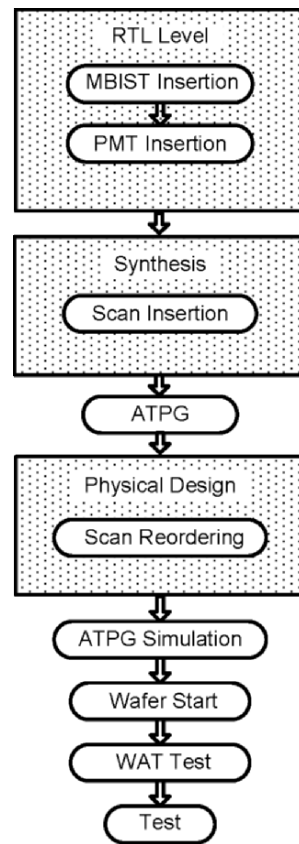 RTL Level
MBIST Insertion
PMT Insertion
Synthesis
Scan Insertion
ATPG
Physical Design
Scan Reordering
ATPG Simulation
Wafer Start
WAT Test
Test